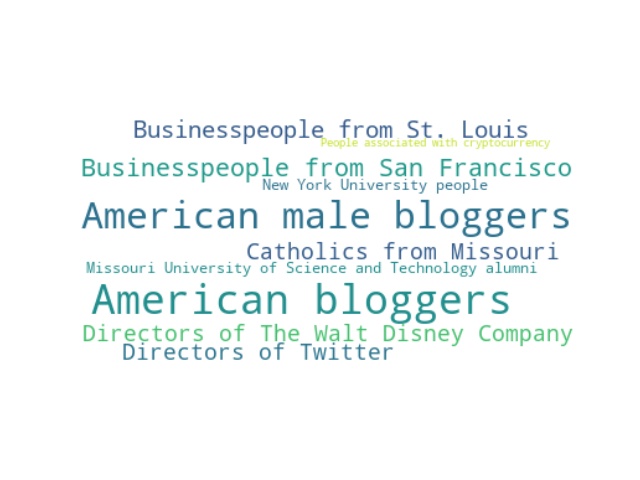 Businesspeople from St. Louis
People associated with cryptocurrency
Businesspeople from San Francisco
New York University people
American male bloggers
Catholics from Missouri
Missouri University of Science and Technology alumni
American bloggers
Directors of The Walt Disney Company
Directors of Twitter